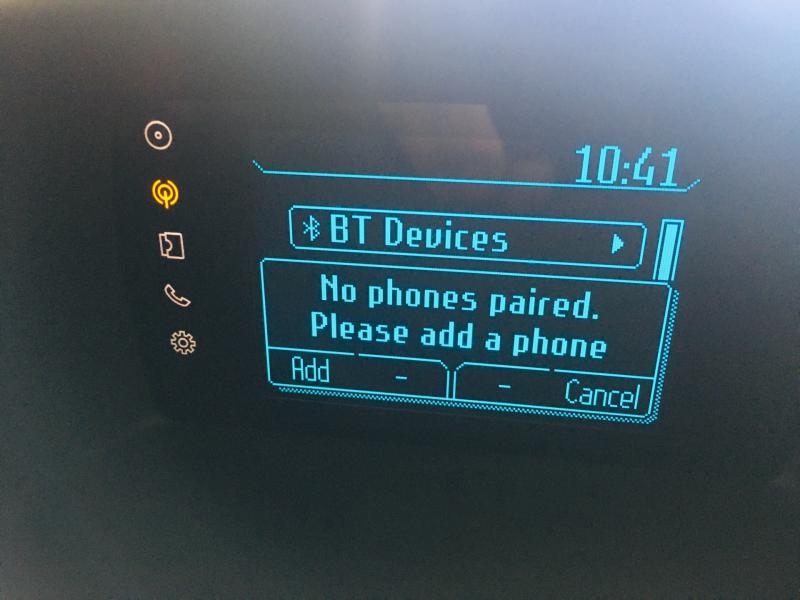 10:41
BT Devices
No phones paired.
Please add a phone
Add - - Cancel